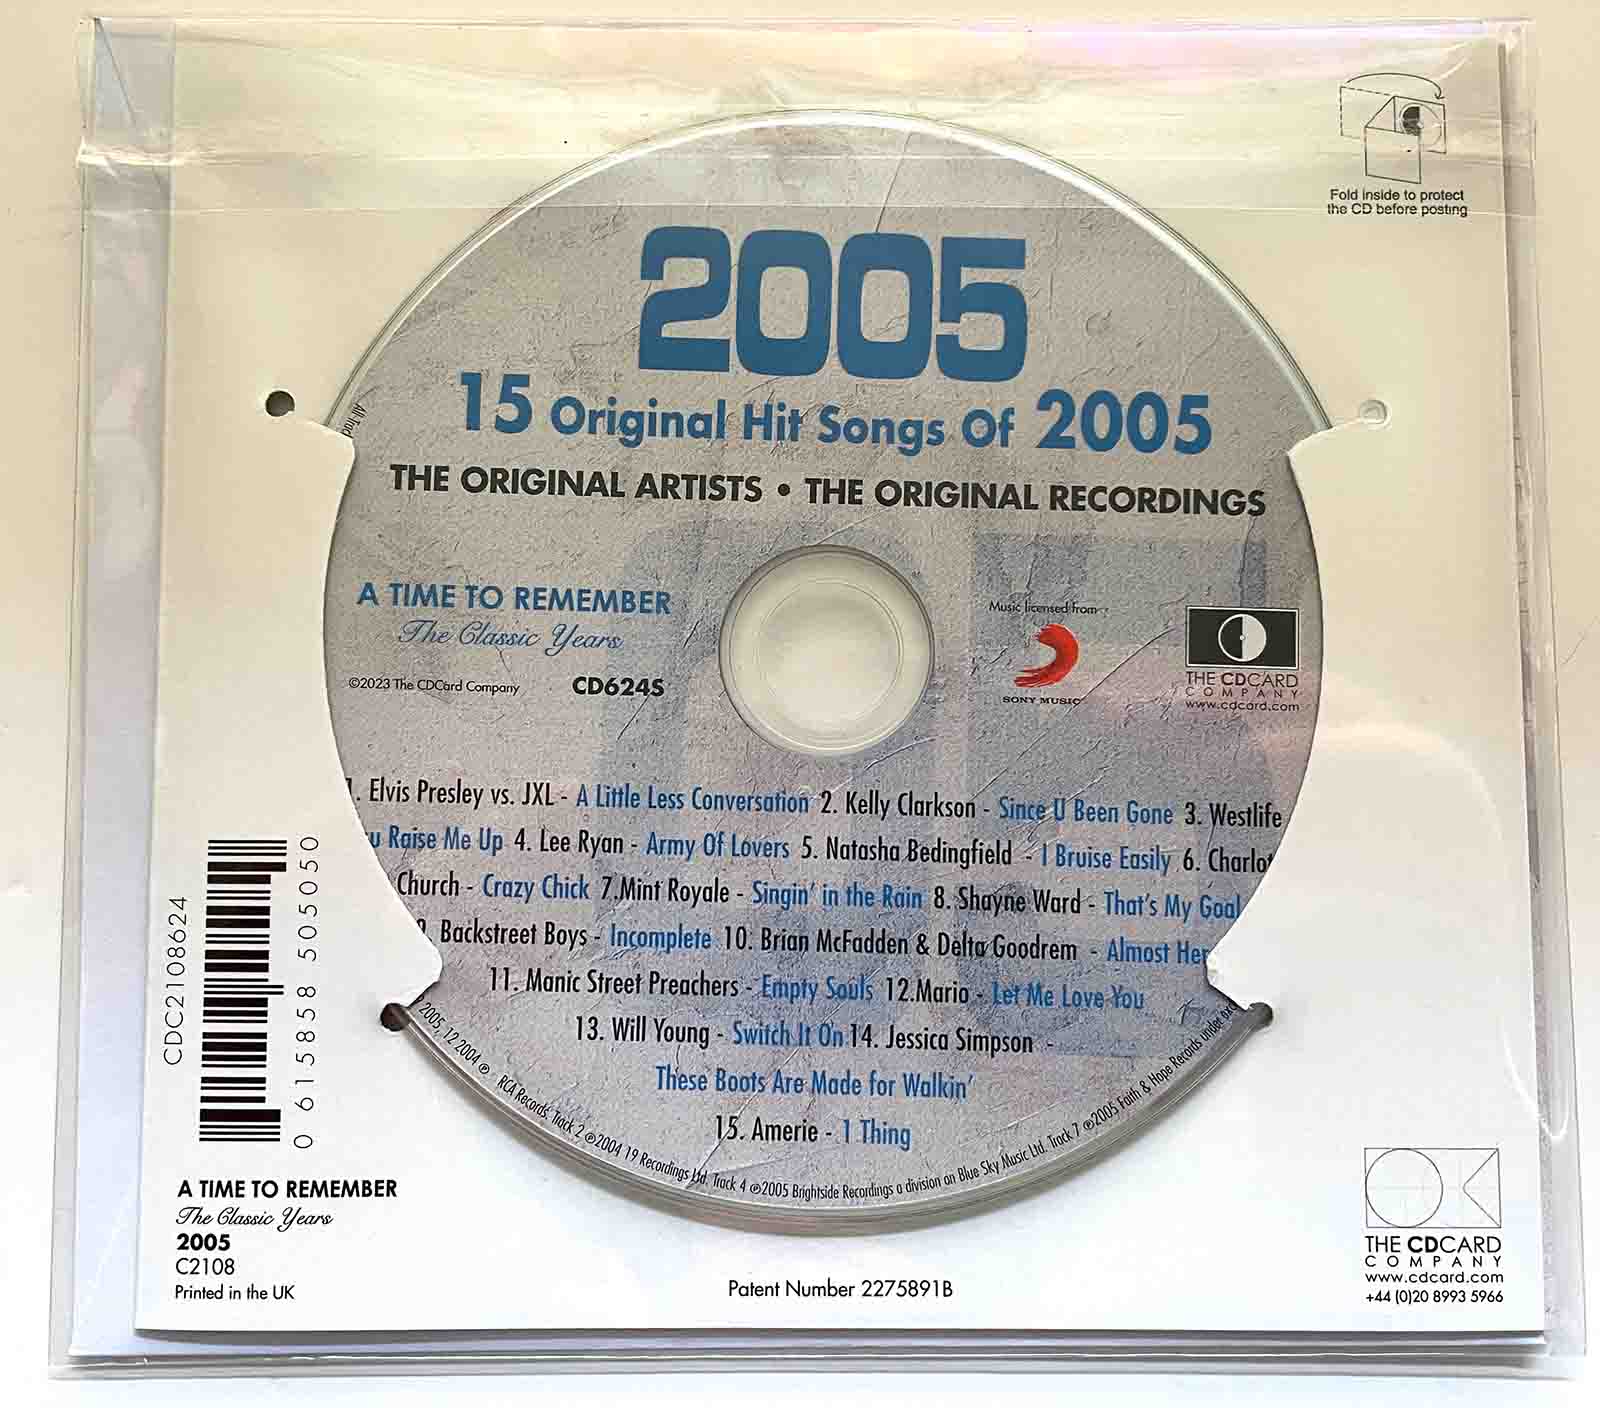 Fold inside to protect
the CD before posting
2005
15 Original Hit Songs Of 2005
THE ORIGINAL ARTISTS • THE ORIGINAL RECORDINGS
A TIME TO REMEMBER
The Classic Years
©2023 The CDCard Company
CD624S
Music licensed from
SONY MUSIC
THE CDCARD
COMPANY
www.cdcard.com
1. Elvis Presley vs. JXL - A Little Less Conversation 2. Kelly Clarkson - Since U Been Gone 3. Westlife
u Raise Me Up 4. Lee Ryan - Army Of Lovers 5. Natasha Bedingfield - I Bruise Easily 6. Charlot
Church - Crazy Chick 7.Mint Royale - Singin' in the Rain 8. Shayne Ward - That's My Goal
9. Backstreet Boys - Incomplete 10. Brian McFadden & Delta Goodrem - Almost Her
11. Manic Street Preachers - Empty Souls 12.Mario - Let Me Love You
13. Will Young - Switch It On 14. Jessica Simpson -
These Boots Are Made for Walkin'
15. Amerie - 1 Thing
2005, 12 2004 ℗ RCA Records. Track 2 ℗2004 19 Recordings Ltd. Track 4 ℗2005 Brightside Recordings a division on Blue Sky Music Ltd. Track 7 ℗2005 Faith & Hope Records under
CDC2108624
0 615858 505050
A TIME TO REMEMBER
The Classic Years
2005
C2108
Printed in the UK
Patent Number 2275891B
THE CDCARD
COMPANY
www.cdcard.com
+44 (0)20 8993 5966